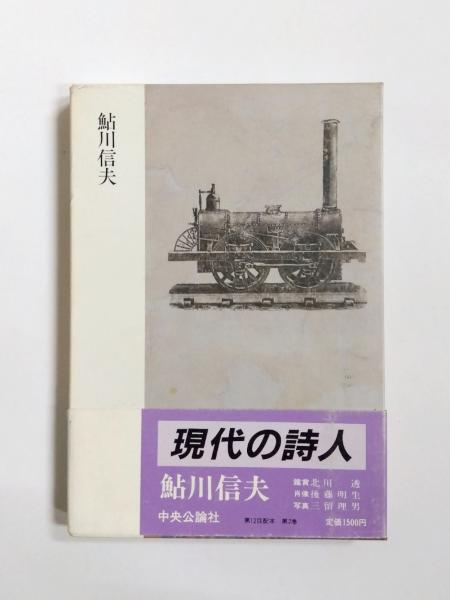 鮎川信夫
現代の詩人
鮎川信夫
中央公論社
鑑賞 北川 透
肖像 後藤明生
写真 三留理男
第12回配本 第2巻
定価1500円